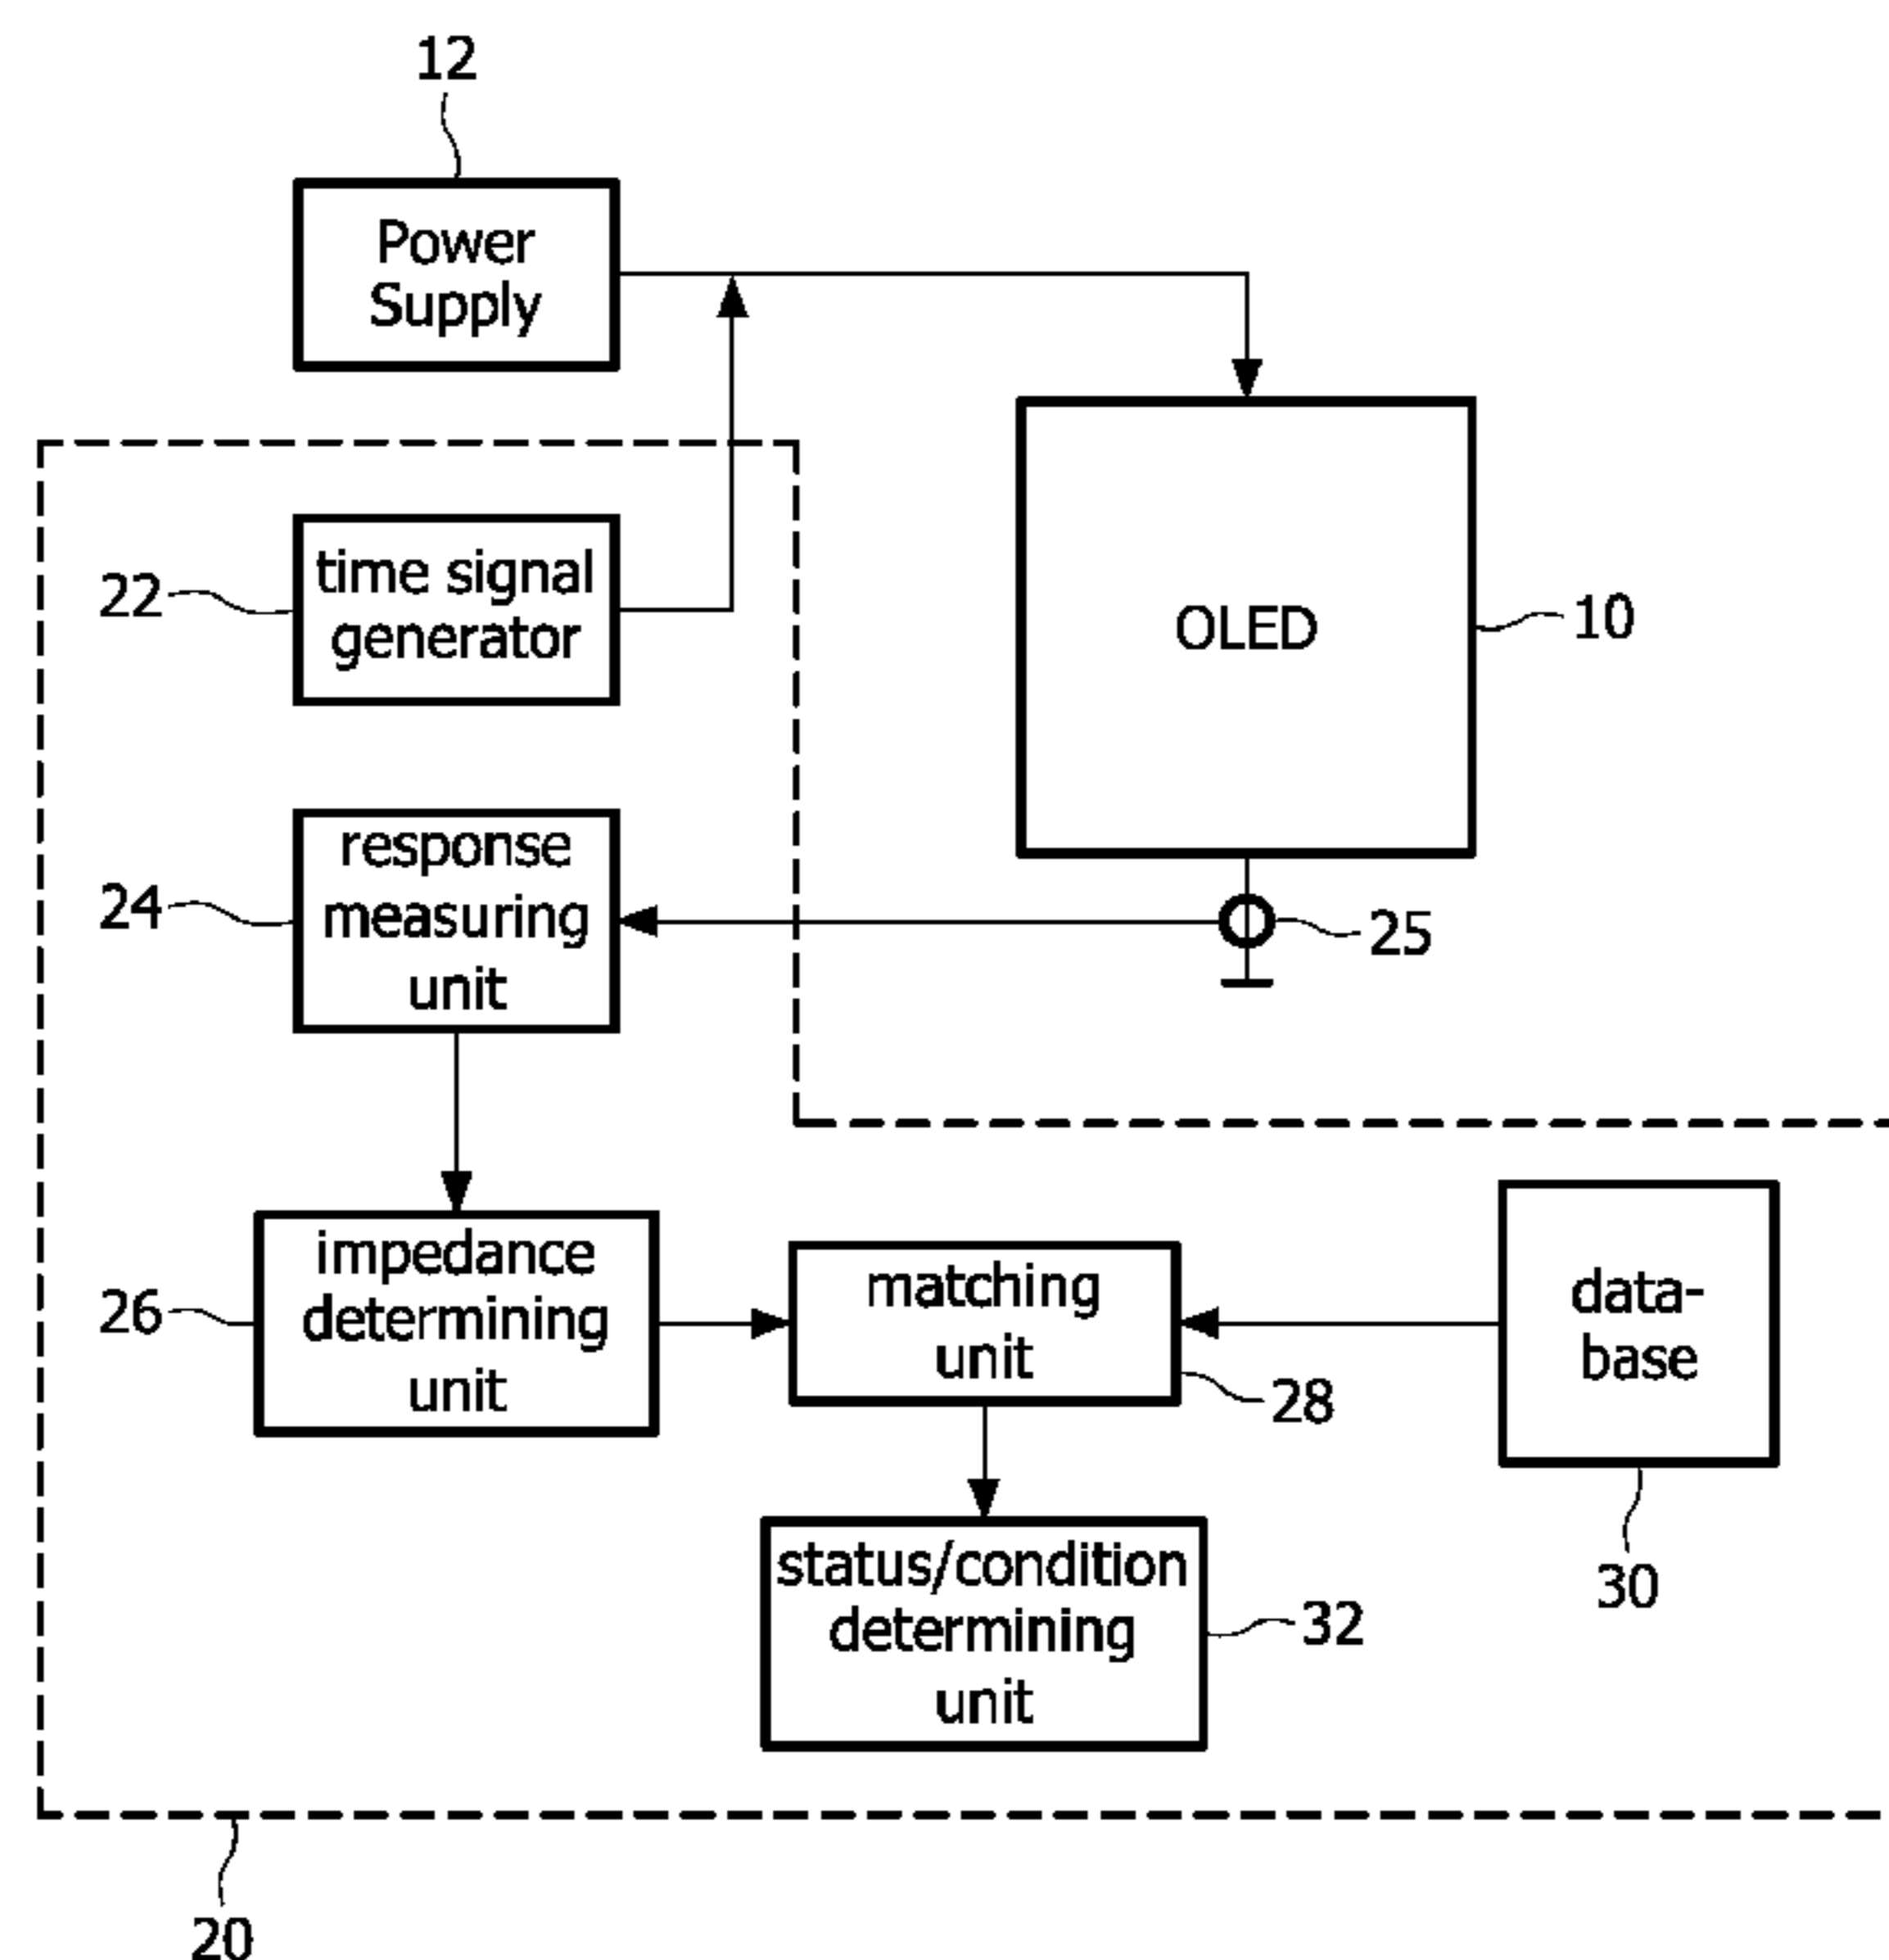 12
Power
Supply
22
time signal
generator
OLED
10
24
response
measuring
unit
25
26
impedance
determining
unit
matching
unit
28
data-
base
30
status/condition
determining
unit
32
20